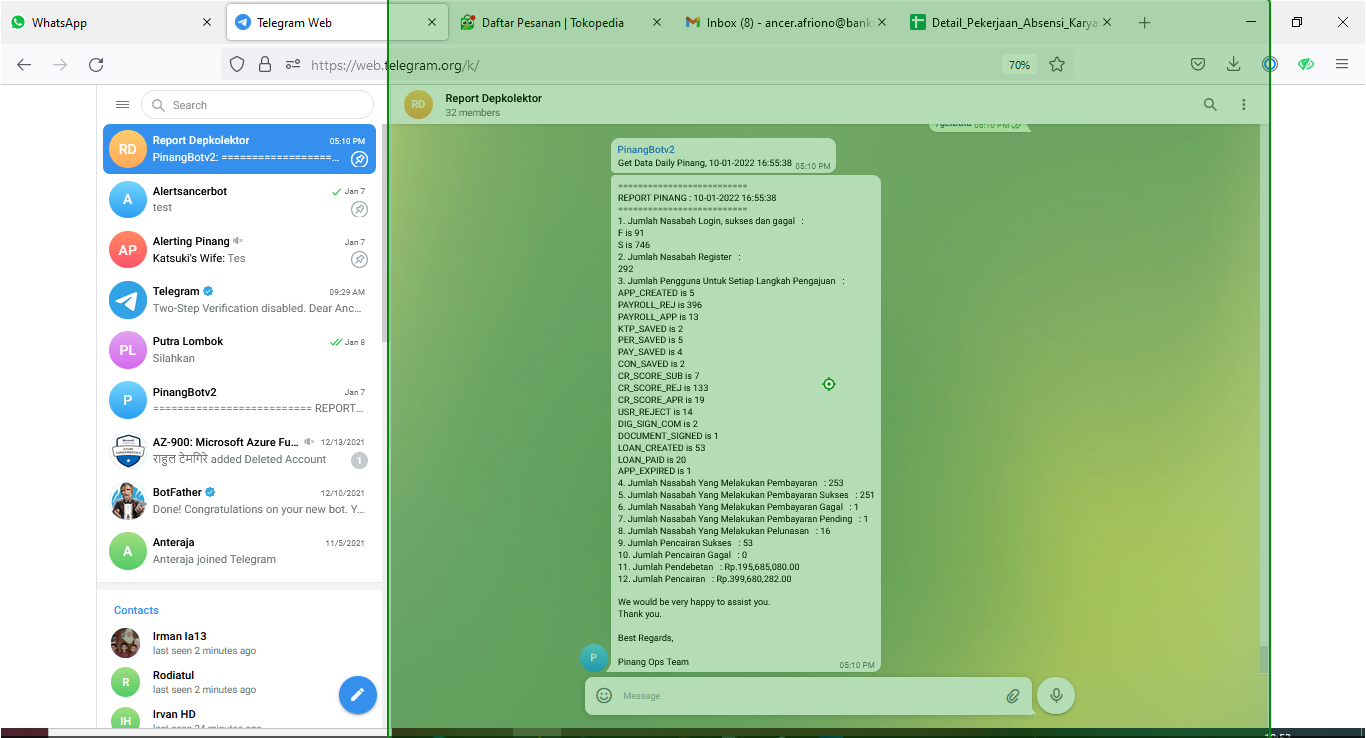 WhatsApp
Telegram Web
Daftar Pesanan | Tokopedia
Inbox (8) - ancer.afriono@bank
Detail_Pekerjaan_Absensi_Karya
https://web.telegram.org/k/
70%
Search
RD
Report Depkolektor
05:10 PM
PinangBotv2: ===================...
A
Alertsancerbot
Jan 7
test
AP
Alerting Pinang
Jan 7
Katsuki's Wife: Tes
Telegram
09:29 AM
Two-Step Verification disabled. Dear Anc...
PL
Putra Lombok
Jan 8
Silahkan
P
PinangBotv2
Jan 7
========================== REPORT...
AZ-900: Microsoft Azure Fu...
12/13/2021
राहुल टेमगिरे added Deleted Account
1
BotFather
12/10/2021
Done! Congratulations on your new bot. Y...
A
Anteraja
11/5/2021
Anteraja joined Telegram
Contacts
Irman Ia13
last seen 2 minutes ago
R
Rodiatul
last seen 2 minutes ago
IH
Irvan HD
last seen 24 minutes ago
RD
Report Depkolektor
32 members
/getData 05:10 PM
PinangBotv2
Get Data Daily Pinang, 10-01-2022 16:55:38
05:10 PM
==========================
REPORT PINANG : 10-01-2022 16:55:38
==========================
1. Jumlah Nasabah Login, sukses dan gagal :
F is 91
S is 746
2. Jumlah Nasabah Register :
292
3. Jumlah Pengguna Untuk Setiap Langkah Pengajuan :
APP_CREATED is 5
PAYROLL_REJ is 396
PAYROLL_APP is 13
KTP_SAVED is 2
PER_SAVED is 5
PAY_SAVED is 4
CON_SAVED is 2
CR_SCORE_SUB is 7
CR_SCORE_REJ is 133
CR_SCORE_APR is 19
USR_REJECT is 14
DIG_SIGN_COM is 2
DOCUMENT_SIGNED is 1
LOAN_CREATED is 53
LOAN_PAID is 20
APP_EXPIRED is 1
4. Jumlah Nasabah Yang Melakukan Pembayaran : 253
5. Jumlah Nasabah Yang Melakukan Pembayaran Sukses : 251
6. Jumlah Nasabah Yang Melakukan Pembayaran Gagal : 1
7. Jumlah Nasabah Yang Melakukan Pembayaran Pending : 1
8. Jumlah Nasabah Yang Melakukan Pelunasan : 16
9. Jumlah Pencairan Sukses : 53
10. Jumlah Pencairan Gagal : 0
11. Jumlah Pendebetan : Rp.195,685,080.00
12. Jumlah Pencairan : Rp.399,680,282.00
We would be very happy to assist you.
Thank you.
Best Regards,
Pinang Ops Team
05:10 PM
P
Message